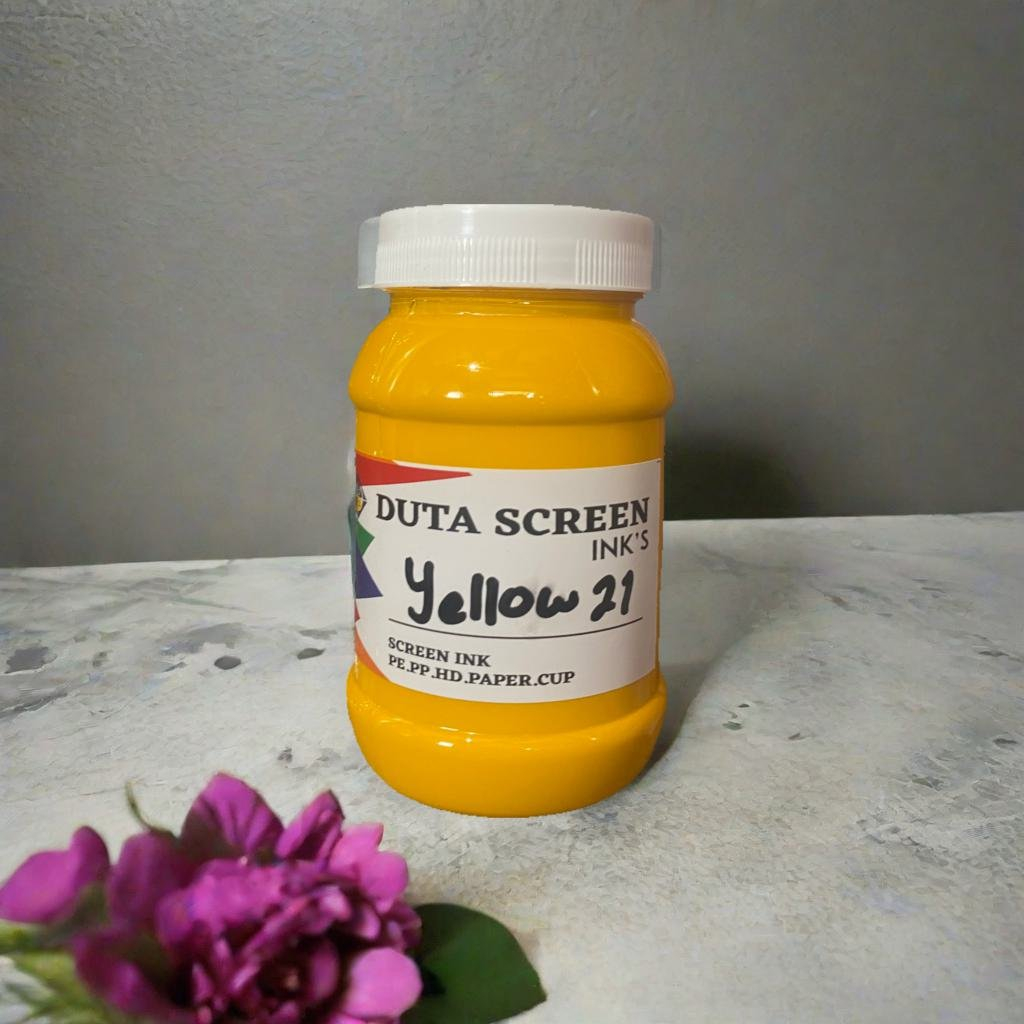 DUTA SCREEN
INK'S
Yellow 21
SCREEN INK
PE.PP.HD.PAPER.CUP